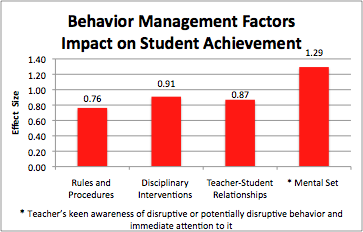 Behavior Management Factors
Impact on Student Achievement
Effect Size
1.40
1.20
1.00
0.80
0.60
0.40
0.20
0.00
0.76
0.91
0.87
1.29
Rules and
Procedures
Disciplinary
Interventions
Teacher-Student
Relationships
* Mental Set
* Teacher's keen awareness of disruptive or potentially disruptive behavior and
immediate attention to it